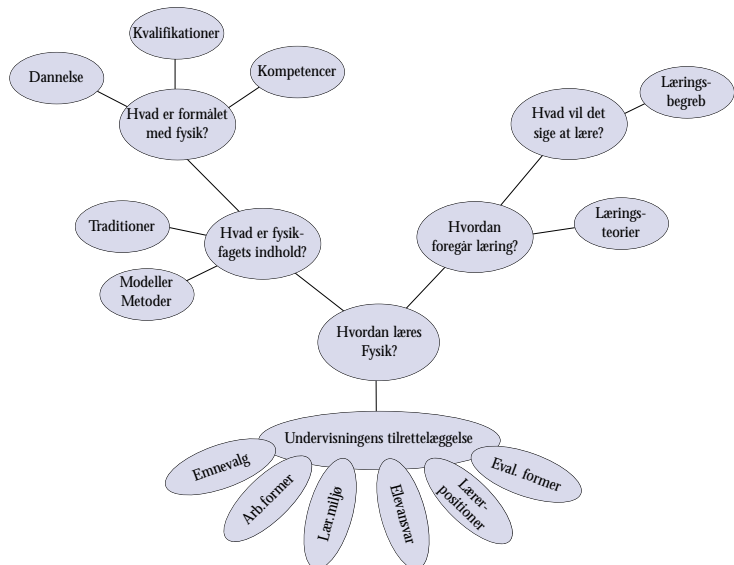 Kvalifikationer
Dannelse
Kompetencer
Hvad er formålet
med fysik?
Hvad vil det
sige at lære?
Lærings-
begreb
Traditioner
Hvad er fysik-
fagets indhold?
Modeller
Metoder
Hvordan
foregår læring?
Lærings-
teorier
Hvordan læres
Fysik?
Undervisningens tilrettelæggelse
Emnevalg
Arb.former
Lær.miljø
Elevansvar
Lærer-
positioner
Eval. former